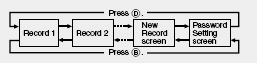 Press D.
Record 1
Record 2
New
Record
screen
Password
Setting
screen
Press B.